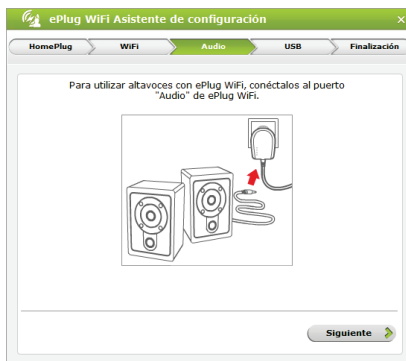 ePlug WiFi Asistente de configuración
HomePlug
WiFi
Audio
USB
Finalización
Para utilizar altavoces con ePlug WiFi, conéctalos al puerto
"Audio" de ePlug WiFi.
Siguiente